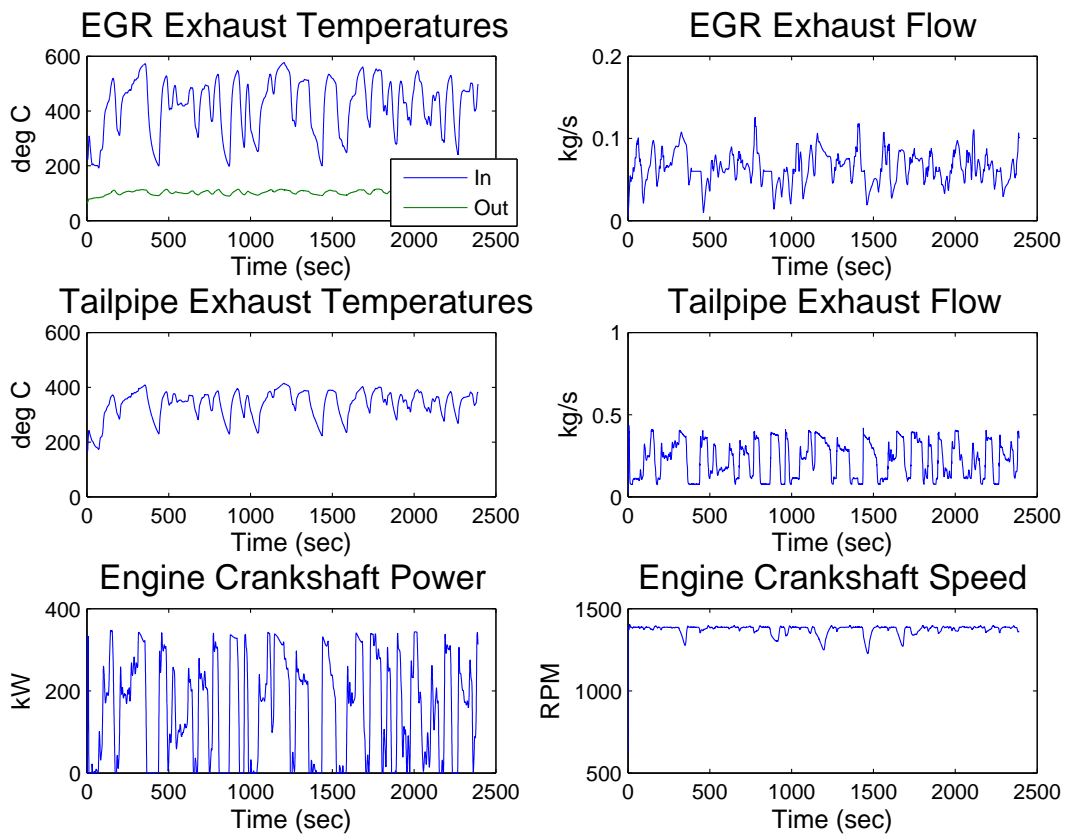 EGR Exhaust Temperatures
600
400
200
0
deg C
In
Out
0 500 1000 1500 2000 2500
Time (sec)
EGR Exhaust Flow
0.2
0.1
0
kg/s
0 500 1000 1500 2000 2500
Time (sec)
Tailpipe Exhaust Temperatures
600
400
200
0
deg C
0 500 1000 1500 2000 2500
Time (sec)
Tailpipe Exhaust Flow
1
0.5
0
kg/s
0 500 1000 1500 2000 2500
Time (sec)
Engine Crankshaft Power
400
200
0
kW
0 500 1000 1500 2000 2500
Time (sec)
Engine Crankshaft Speed
1500
1000
500
RPM
0 500 1000 1500 2000 2500
Time (sec)